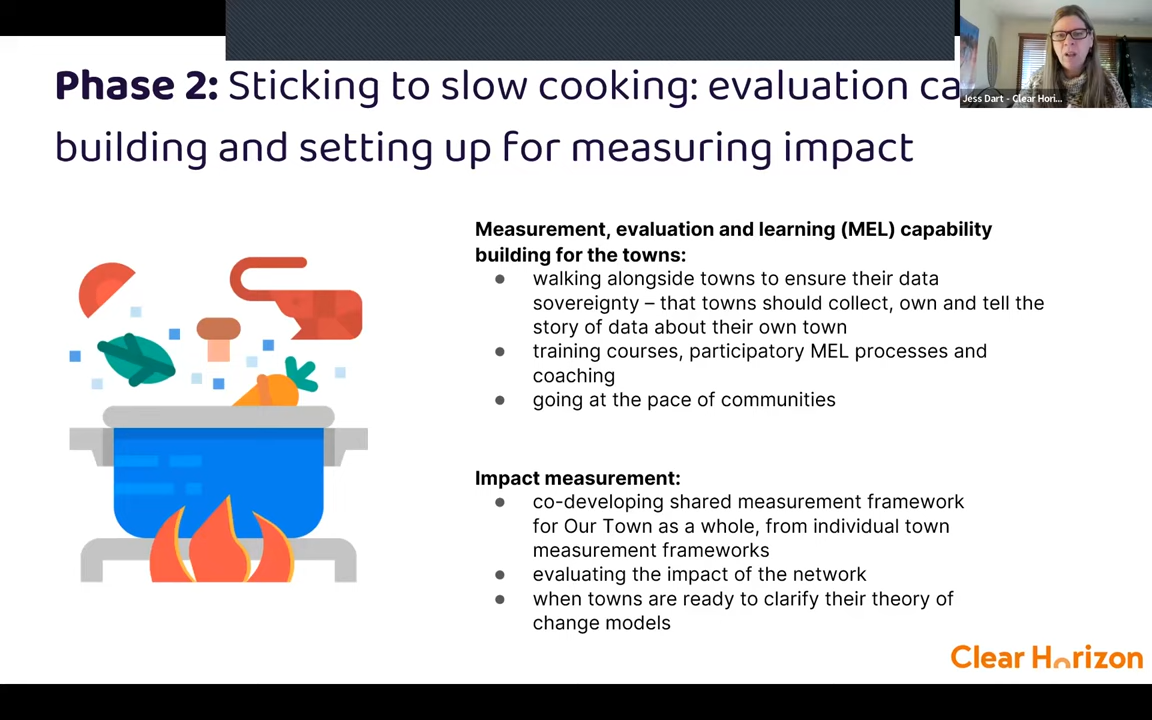 Phase 2: Sticking to slow cooking: evaluation ca
building and setting up for measuring impact
Jess Dart - Clear Hori...
Measurement, evaluation and learning (MEL) capability
building for the towns:
● walking alongside towns to ensure their data
sovereignty – that towns should collect, own and tell the
story of data about their own town
● training courses, participatory MEL processes and
coaching
● going at the pace of communities
Impact measurement:
● co-developing shared measurement framework
for Our Town as a whole, from individual town
measurement frameworks
● evaluating the impact of the network
● when towns are ready to clarify their theory of
change models
Clear Horizon